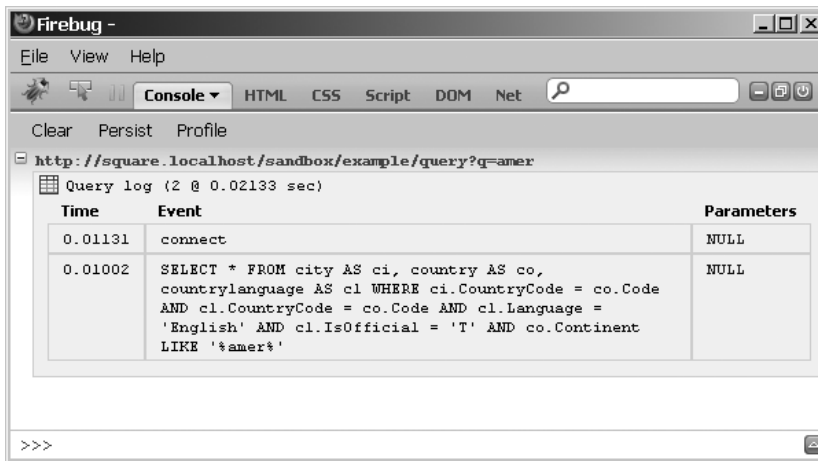 Firebug -
File View Help
Console HTML CSS Script DOM Net
Clear Persist Profile
http://square.localhost/sandbox/example/query?q=amer
Query log (2 @ 0.02133 sec)
Time Event Parameters
0.01131 connect NULL
0.01002 SELECT * FROM city AS ci, country AS co, NULL
countrylanguage AS cl WHERE ci.CountryCode = co.Code
AND cl.CountryCode = co.Code AND cl.Language =
'English' AND cl.IsOfficial = 'T' AND co.Continent
LIKE '%amer%'
>>>